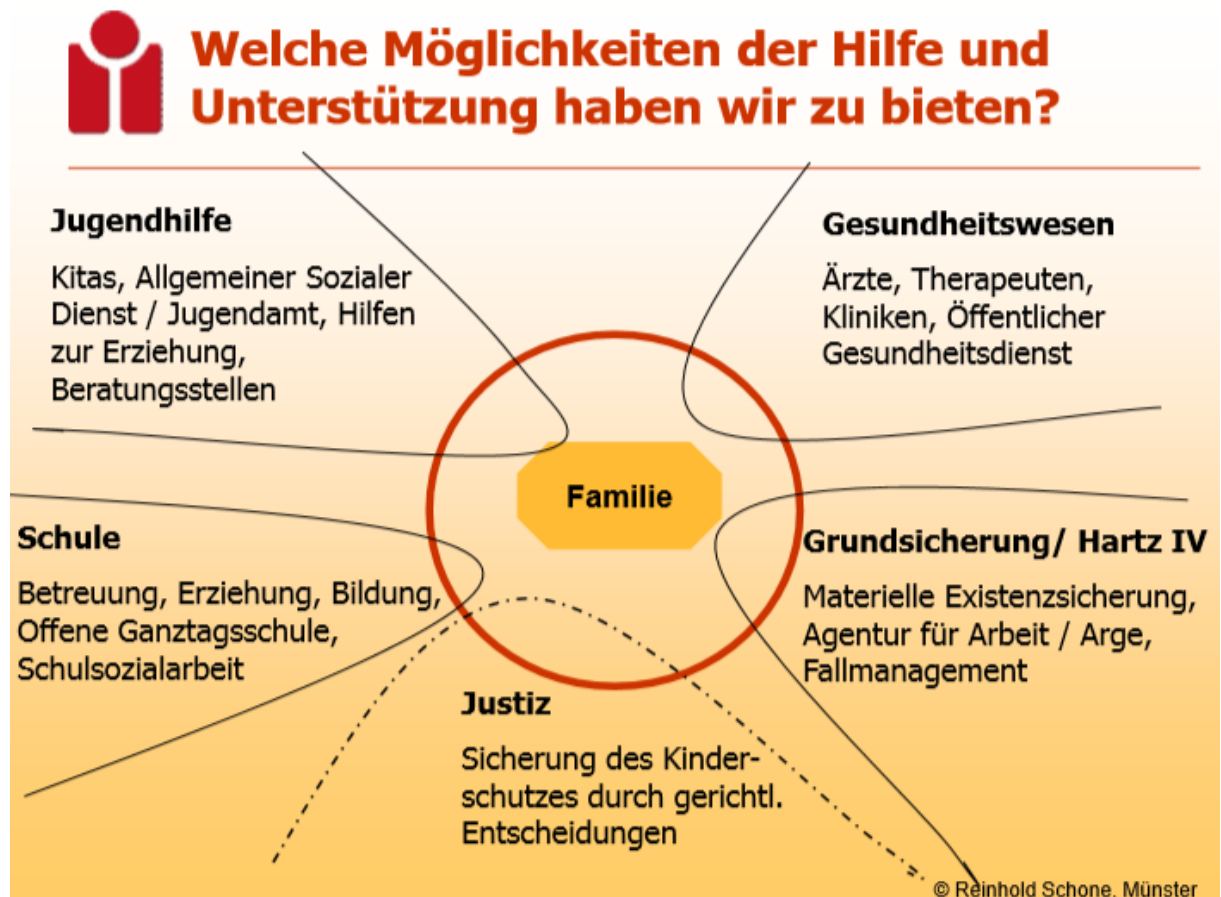 Welche Möglichkeiten der Hilfe und
Unterstützung haben wir zu bieten?
Jugendhilfe
Kitas, Allgemeiner Sozialer
Dienst / Jugendamt, Hilfen
zur Erziehung,
Beratungsstellen
Gesundheitswesen
Ärzte, Therapeuten,
Kliniken, Öffentlicher
Gesundheitsdienst
Familie
Schule
Betreuung, Erziehung, Bildung,
Offene Ganztagsschule,
Schulsozialarbeit
Grundsicherung/ Hartz IV
Materielle Existenzsicherung,
Agentur für Arbeit / Arge,
Fallmanagement
Justiz
Sicherung des Kinder-
schutzes durch gerichtl.
Entscheidungen
© Reinhold Schone, Münster